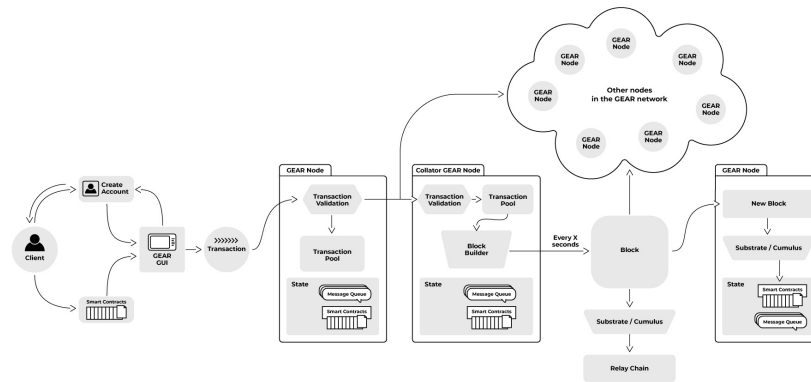 Client
Create
Account
Smart Contracts
GEAR
GUI
Transaction
GEAR Node
Transaction
Validation
Transaction
Pool
State
Message Queue
Smart Contracts
Collator GEAR Node
Transaction
Validation
Transaction
Pool
Block
Builder
State
Message Queue
Smart Contracts
Every X
seconds
GEAR
Node
GEAR
Node
GEAR
Node
GEAR
Node
GEAR
Node
GEAR
Node
GEAR
Node
Other nodes
in the GEAR network
Block
Substrate / Cumulus
Relay Chain
GEAR Node
New Block
Substrate / Cumulus
State
Smart Contracts
Message Queue